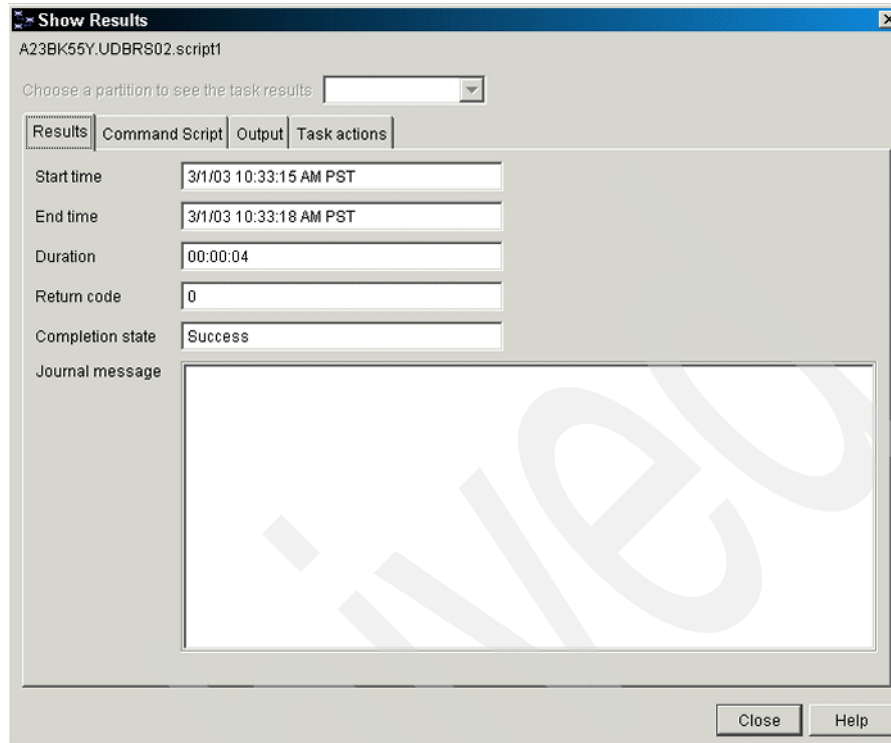 Show Results
A23BK55Y.UDBRS02.script1
Choose a partition to see the task results
Results Command Script Output Task actions
Start time 3/1/03 10:33:15 AM PST
End time 3/1/03 10:33:18 AM PST
Duration 00:00:04
Return code 0
Completion state Success
Journal message
Close Help